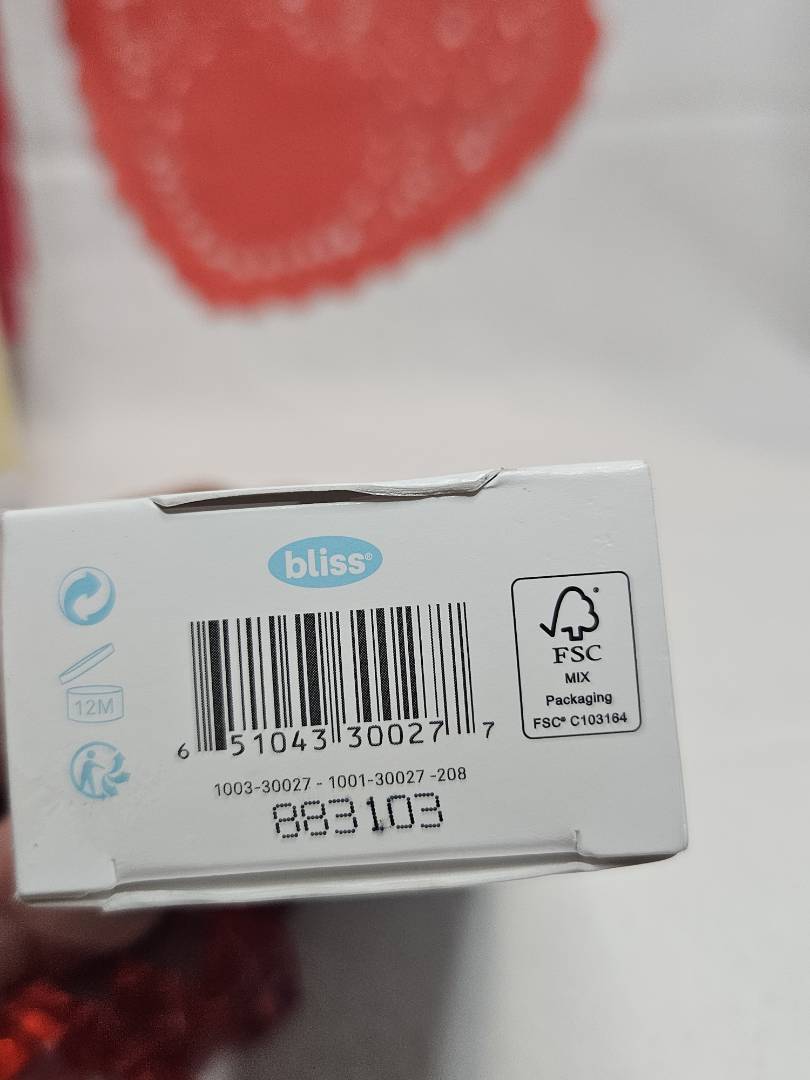 bliss®
12M
6 51043 30027 7
FSC
MIX
Packaging
FSC® C103164
1003-30027 - 1001-30027 -208
883103